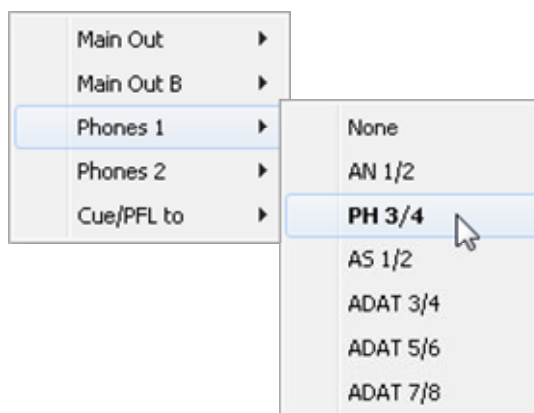 Main Out
Main Out B
Phones 1
Phones 2
Cue/PFL to
None
AN 1/2
PH 3/4
AS 1/2
ADAT 3/4
ADAT 5/6
ADAT 7/8